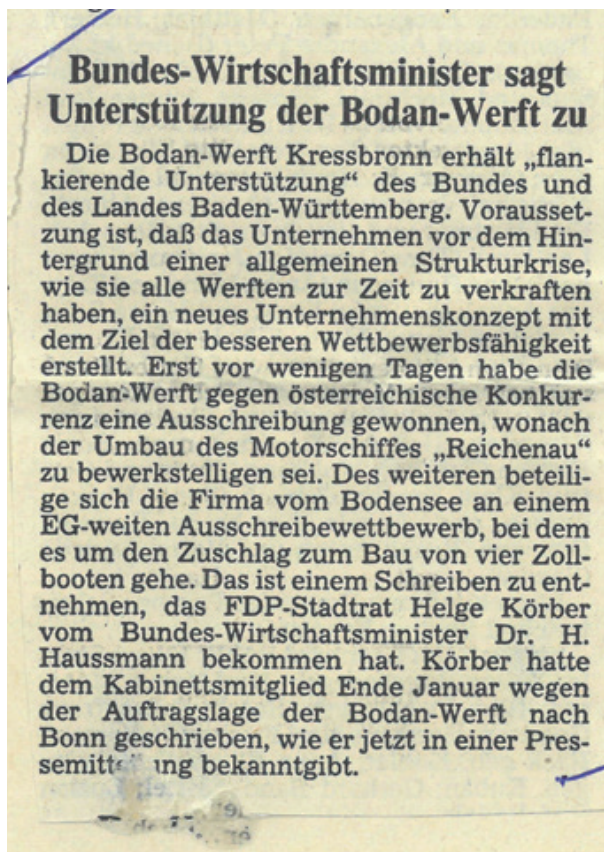 Bundes-Wirtschaftsminister sagt
Unterstützung der Bodan-Werft zu
Die Bodan-Werft Kressbronn erhält „flan-
kierende Unterstützung“ des Bundes und
des Landes Baden-Württemberg. Vorausset-
zung ist, daß das Unternehmen vor dem Hin-
tergrund einer allgemeinen Strukturkrise,
wie sie alle Werften zur Zeit zu verkraften
haben, ein neues Unternehmenskonzept mit
dem Ziel der besseren Wettbewerbsfähigkeit
erstellt. Erst vor wenigen Tagen habe die
Bodan-Werft gegen österreichische Konkur-
renz eine Ausschreibung gewonnen, wonach
der Umbau des Motorschiffes „Reichenau“
zu bewerkstelligen sei. Des weiteren beteili-
ge sich die Firma vom Bodensee an einem
EG-weiten Ausschreibewettbewerb, bei dem
es um den Zuschlag zum Bau von vier Zoll-
booten gehe. Das ist einem Schreiben zu ent-
nehmen, das FDP-Stadtrat Helge Körber
vom Bundes-Wirtschaftsminister Dr. H.
Haussmann bekommen hat. Körber hatte
dem Kabinettsmitglied Ende Januar wegen
der Auftragslage der Bodan-Werft nach
Bonn geschrieben, wie er jetzt in einer Pres-
semitteilung bekanntgibt.